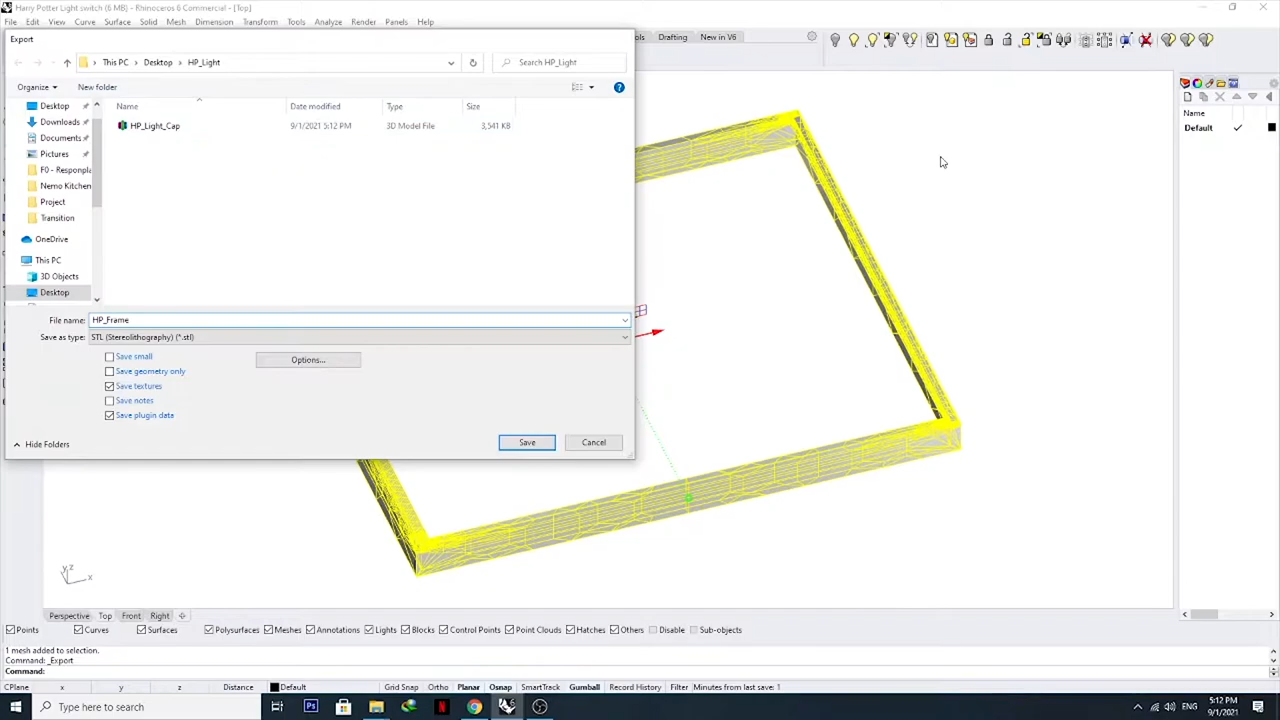 Harry Potter Light switch (6 MB) - Rhinoceros 6 Commercial - [Top]
File Edit View Curve Surface Solid Mesh Dimension Transform Tools Analyze Render Panels Help
Export
ols Drafting New in V6
This PC Desktop HP_Light
Search HP_Light
Organize New folder
Desktop
Downloads
Documents
Pictures
F0 - Responpla
Nemo Kitchen
Project
Transition
OneDrive
This PC
3D Objects
Desktop
Name Date modified Type Size
HP_Light_Cap 9/1/2021 5:12 PM 3D Model File 3,541 KB
Name
Default
File name: HP_Frame
Save as type: STL (Stereolithography) (*.stl)
Save small
Options...
Save geometry only
Save textures
Save notes
Save plugin data
Hide Folders
Save Cancel
y z
x
Perspective Top Front Right
Points Curves Surfaces Polysurfaces Meshes Annotations Lights Blocks Control Points Point Clouds Hatches Others Disable Sub-objects
1 mesh added to selection.
Command: _Export
Command:
CPlane x y z Distance Default Grid Snap Ortho Planar Osnap SmartTrack Gumball Record History Filter Minutes from last save: 1
Type here to search
Ps
N
ENG
5:12 PM
9/1/2021